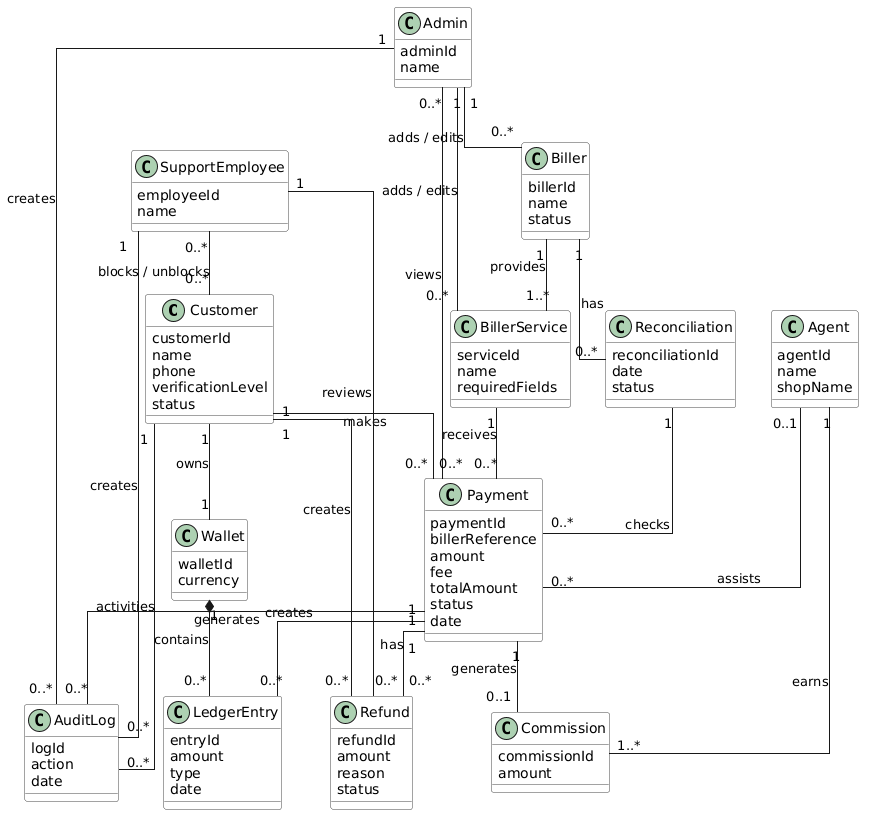 C Admin
adminId
name
1
0..*
1
1
creates
adds / edits
0..*
C SupportEmployee
employeeId
name
1
adds / edits
C Biller
billerId
name
status
1
0..*
blocks / unblocks
0..*
views
0..*
1
provides
1..*
1
has
0..*
C Customer
customerId
name
phone
verificationLevel
status
C BillerService
serviceId
name
requiredFields
C Reconciliation
reconciliationId
date
status
C Agent
agentId
name
shopName
reviews
1
makes
1
1
1
owns
1
creates
creates
1
receives
0..*
0..*
0..*
1
0..1
1
C Wallet
walletId
currency
C Payment
paymentId
billerReference
amount
fee
totalAmount
status
date
0..*
checks
0..*
assists
activities
1
generates
creates
1
1
has
1
contains
1
generates
0..1
earns
0..*
0..*
0..*
0..*
0..*
0..*
0..*
C AuditLog
logId
action
date
0..*
0..*
C LedgerEntry
entryId
amount
type
date
C Refund
refundId
amount
reason
status
C Commission
commissionId
amount
1..*